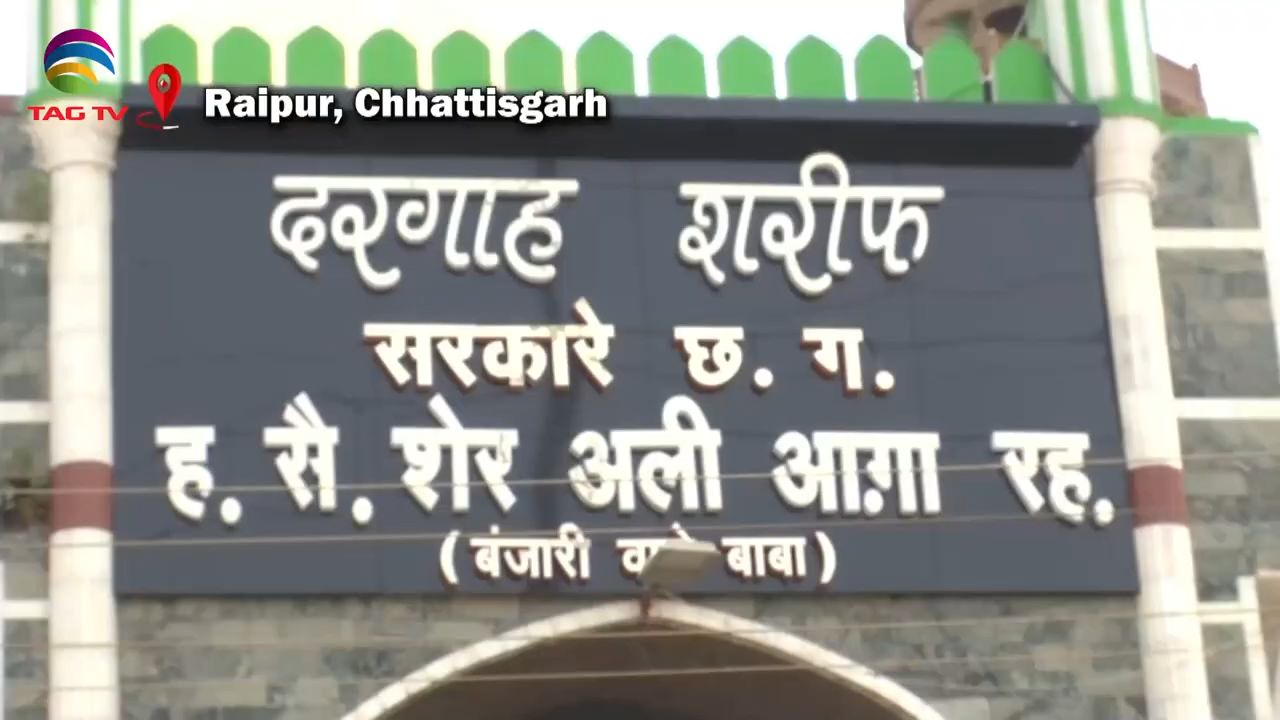 TAG TV
Raipur, Chhattisgarh
दरगाह शरीफ
सरकारे छ. ग.
ह. सै. शेर अली आग़ा रह.
(बंजारी बाबा)